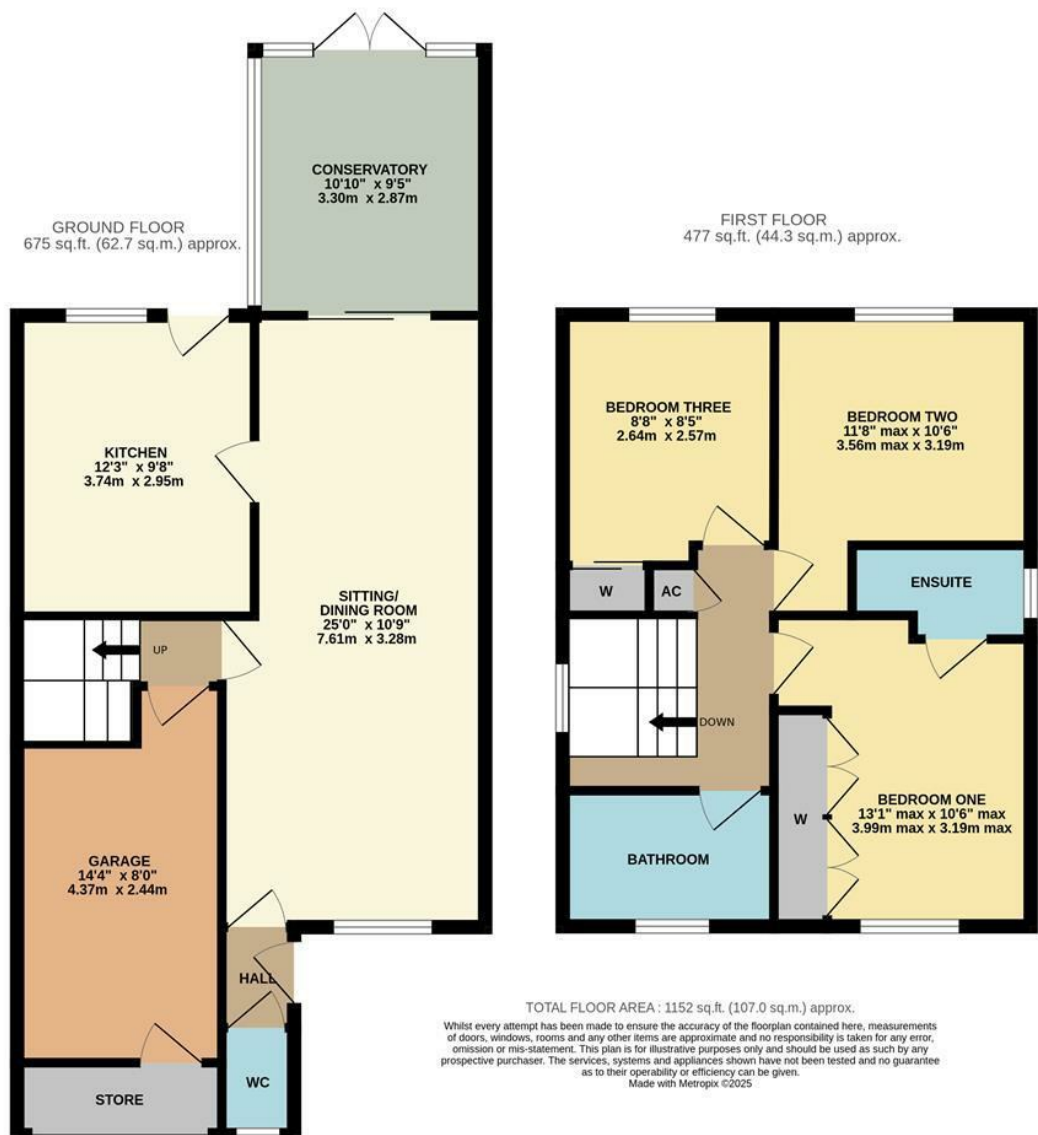 GROUND FLOOR
675 sq.ft. (62.7 sq.m.) approx.
CONSERVATORY
10'10" x 9'5"
3.30m x 2.87m
KITCHEN
12'3" x 9'8"
3.74m x 2.95m
SITTING/
DINING ROOM
25'0" x 10'9"
7.61m x 3.28m
UP
GARAGE
14'4" x 8'0"
4.37m x 2.44m
HALL
WC
STORE
FIRST FLOOR
477 sq.ft. (44.3 sq.m.) approx.
BEDROOM THREE
8'8" x 8'5"
2.64m x 2.57m
BEDROOM TWO
11'8" max x 10'6"
3.56m max x 3.19m
W
AC
ENSUITE
DOWN
BEDROOM ONE
13'1" max x 10'6" max
3.99m max x 3.19m max
W
BATHROOM
TOTAL FLOOR AREA : 1152 sq.ft. (107.0 sq.m.) approx.
Whilst every attempt has been made to ensure the accuracy of the floorplan contained here, measurements
of doors, windows, rooms and any other items are approximate and no responsibility is taken for any error,
omission or mis-statement. This plan is for illustrative purposes only and should be used as such by any
prospective purchaser. The services, systems and appliances shown have not been tested and no guarantee
as to their operability or efficiency can be given.
Made with Metropix ©2025